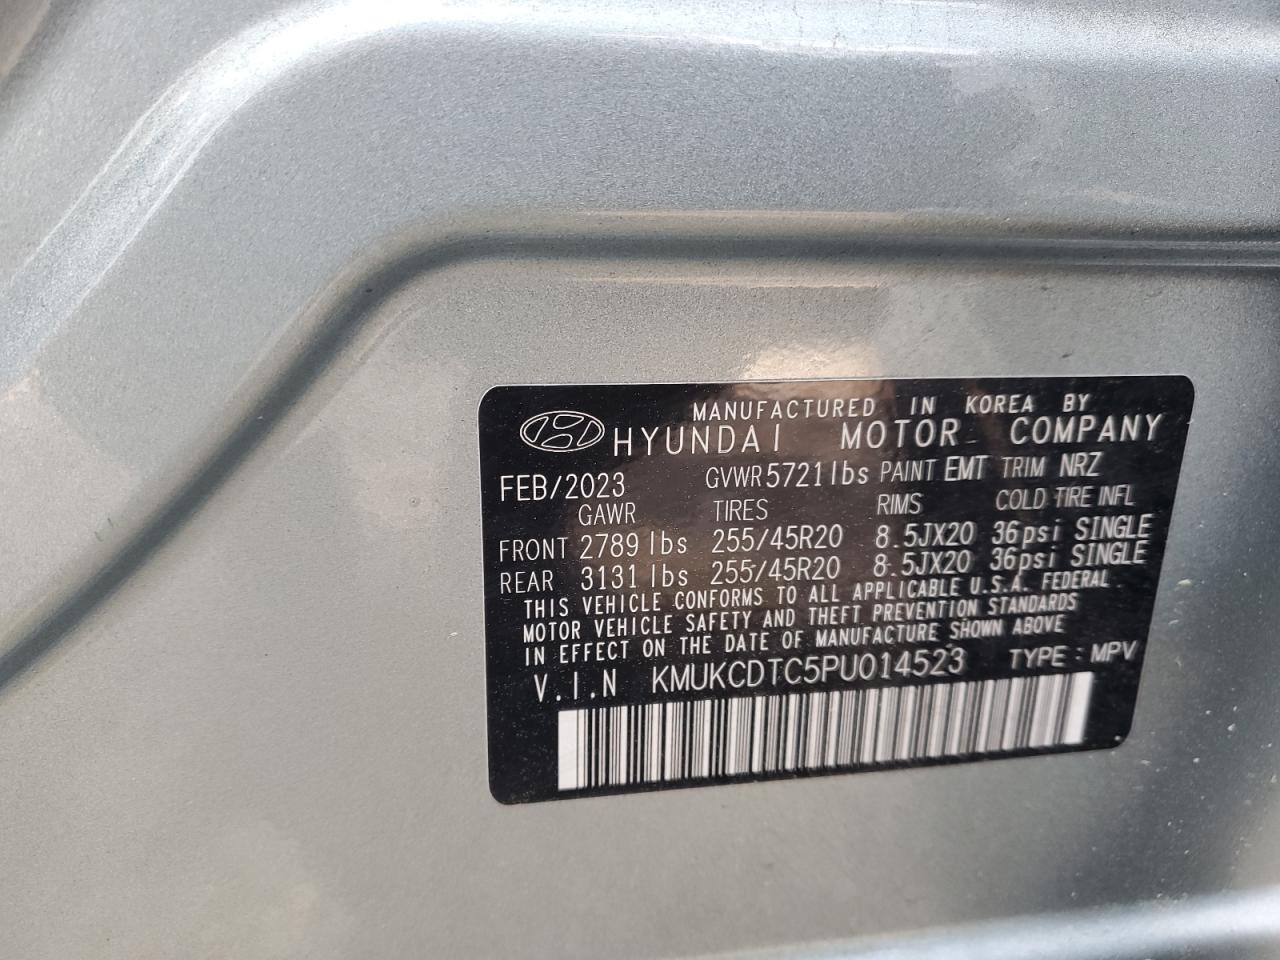 MANUFACTURED IN KOREA BY
HYUNDAI MOTOR COMPANY
FEB/2023 GVWR 5721lbs PAINT EMT TRIM NRZ
GAWR TIRES RIMS COLD TIRE INFL
FRONT 2789 lbs 255/45R20 8.5JX20 36psi SINGLE
REAR 3131 lbs 255/45R20 8.5JX20 36psi SINGLE
THIS VEHICLE CONFORMS TO ALL APPLICABLE U.S.A. FEDERAL
MOTOR VEHICLE SAFETY AND THEFT PREVENTION STANDARDS
IN EFFECT ON THE DATE OF MANUFACTURE SHOWN ABOVE
V.I.N KMUKCDTC5PU014523 TYPE : MPV